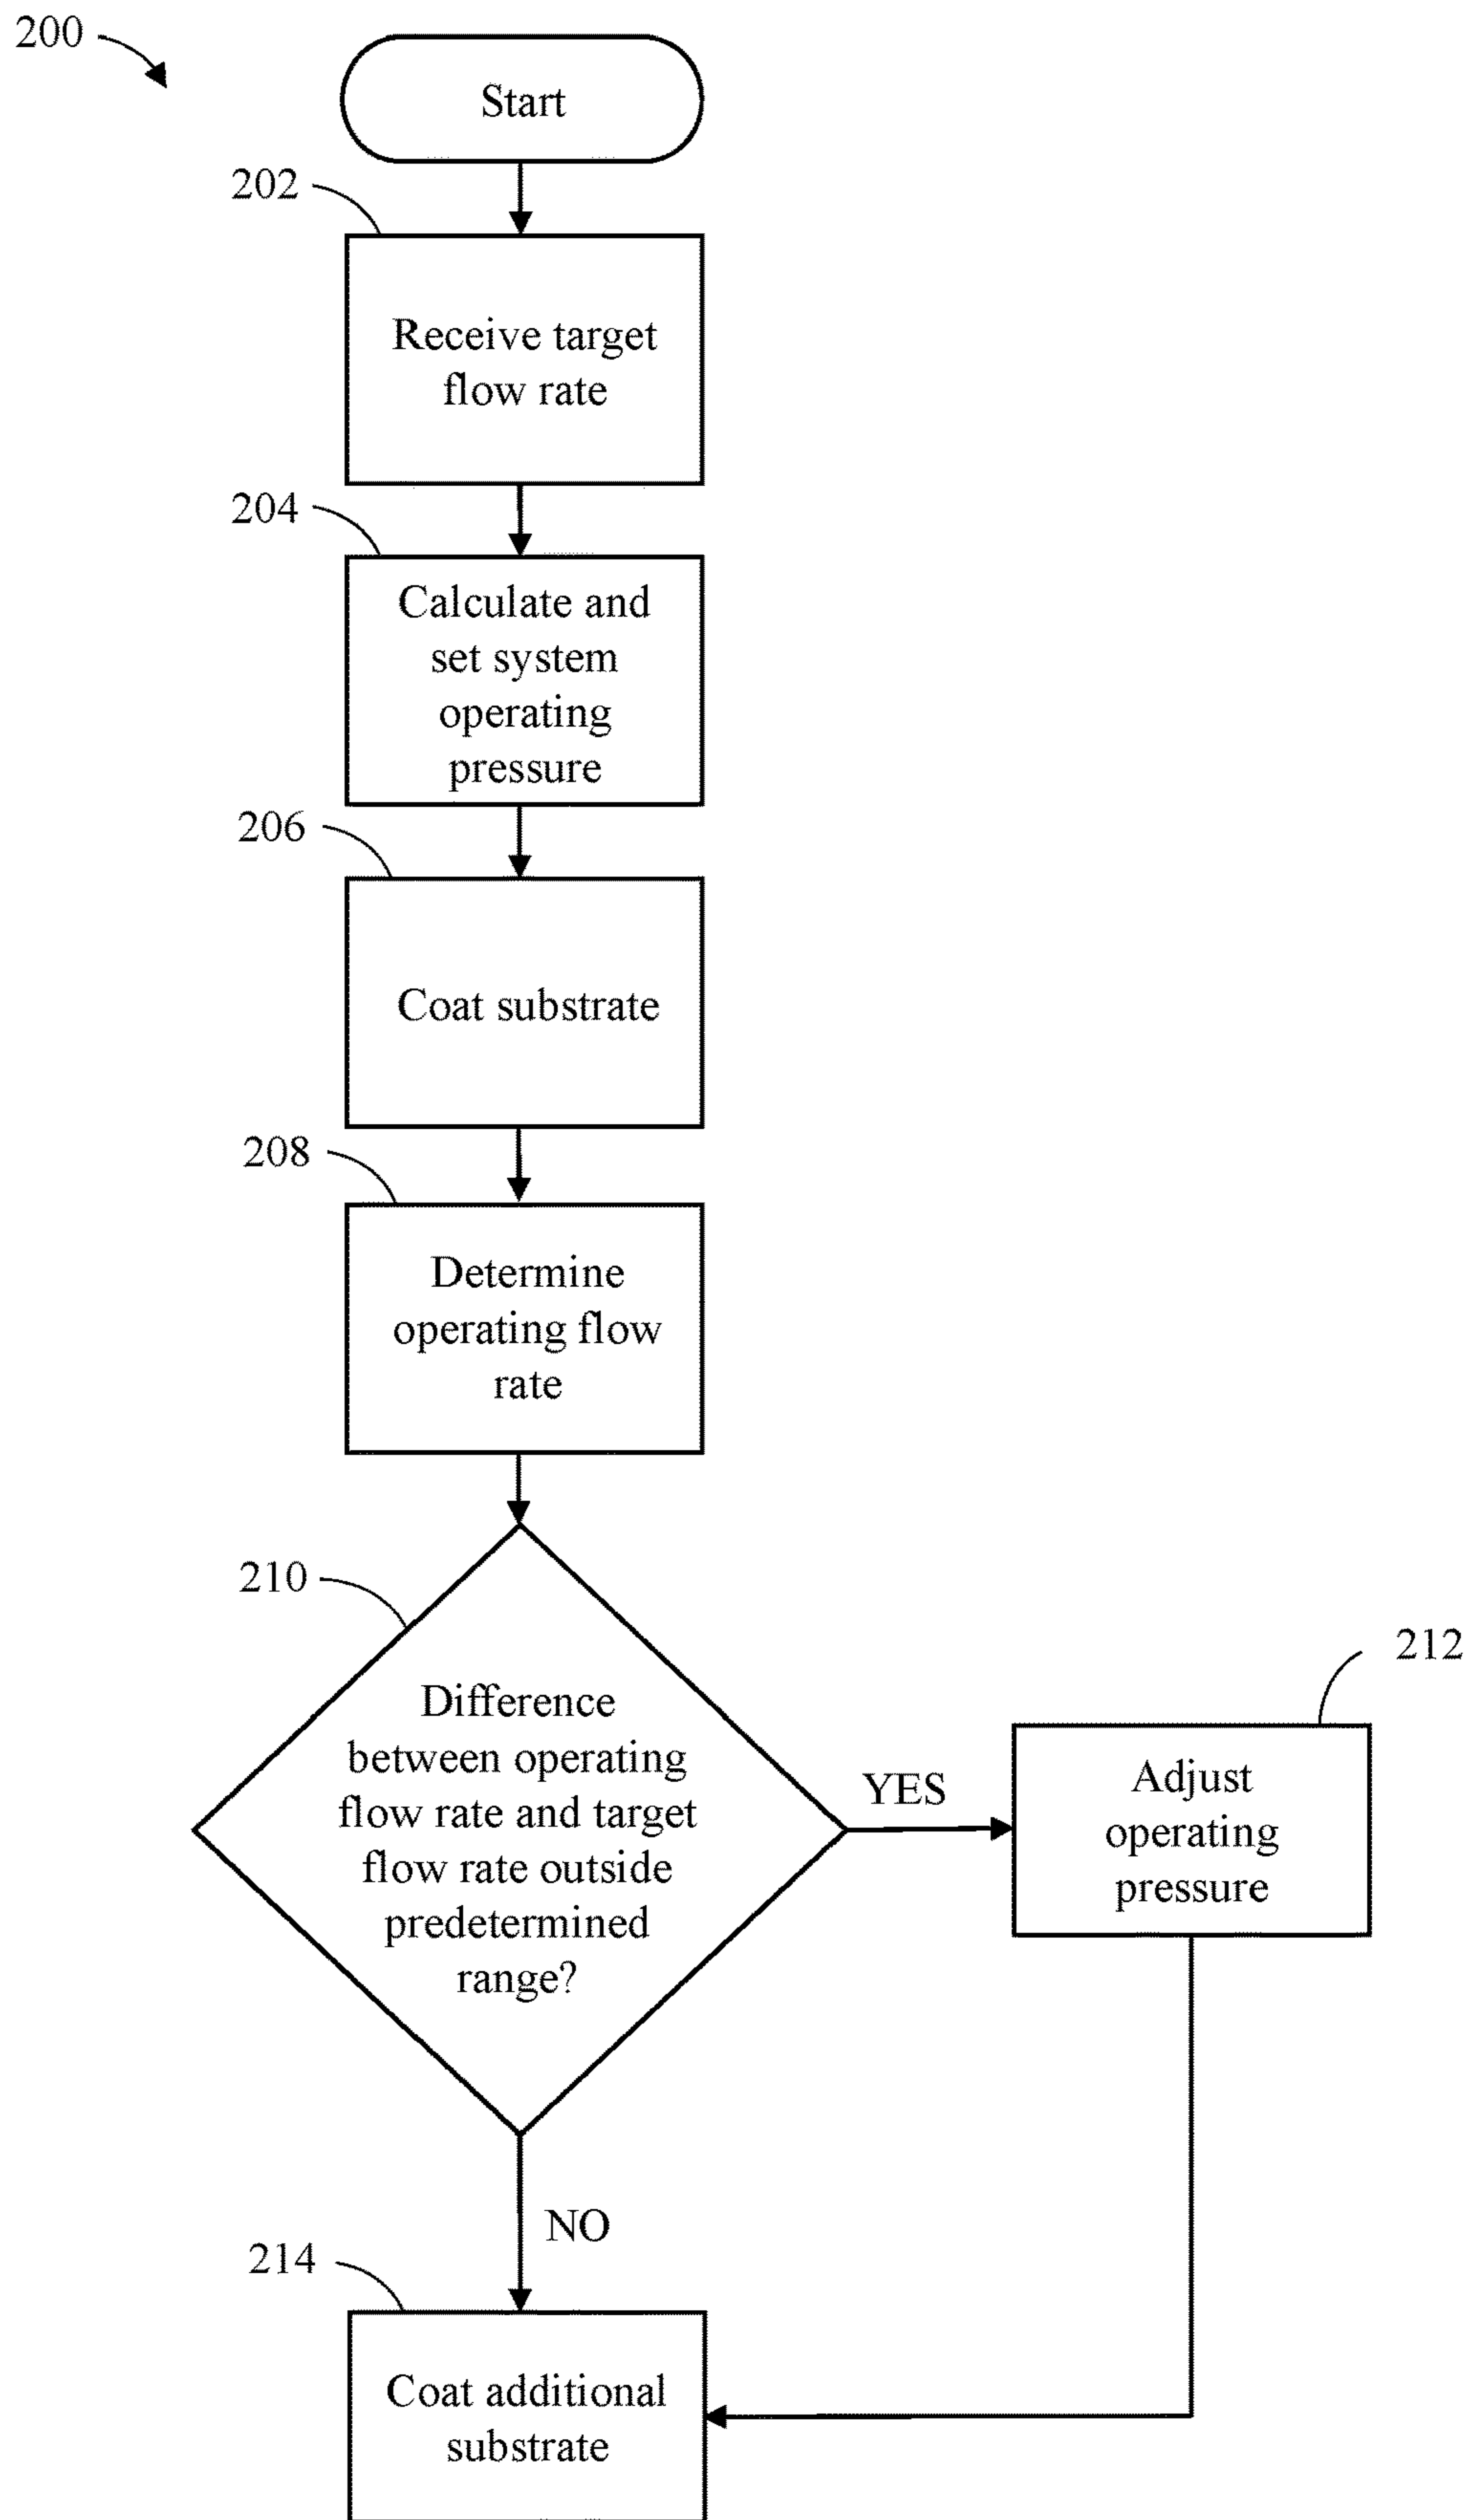 200
Start
202
Receive target
flow rate
204
Calculate and
set system
operating
pressure
206
Coat substrate
208
Determine
operating flow
rate
210
Difference
between operating
flow rate and target
flow rate outside
predetermined
range?
YES
212
Adjust
operating
pressure
NO
214
Coat additional
substrate